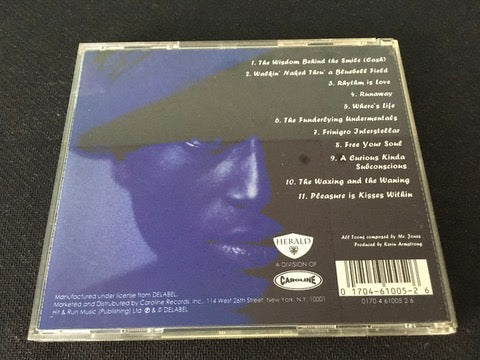 1. The Wisdom Behind the Smile (Cash)
2. Walkin' Naked Thru' a Bluebell Field
3. Rhythm is Love
4. Runaway
5. Where's Life
6. The Funderlying Undermentals
7. Frinigro Interstellar
8. Free Your Soul
9. A Curious Kinda
Subconscious
10. The Waxing and the Waning
11. Pleasure is Kisses Within
All Toons composed by Mr. Jones
Produced by Kevin Armstrong
HERALD
A DIVISION OF
CAROLINE
Manufactured under license from DELABEL.
Marketed and Distrubuted by Caroline Records, Inc., 114 West 26th Street, New York, N.Y. 10001
Hit & Run Music (Publishing) Ltd ℗ & © DELABEL
0 1704-61005-2 6
0170 4 61005 2 6